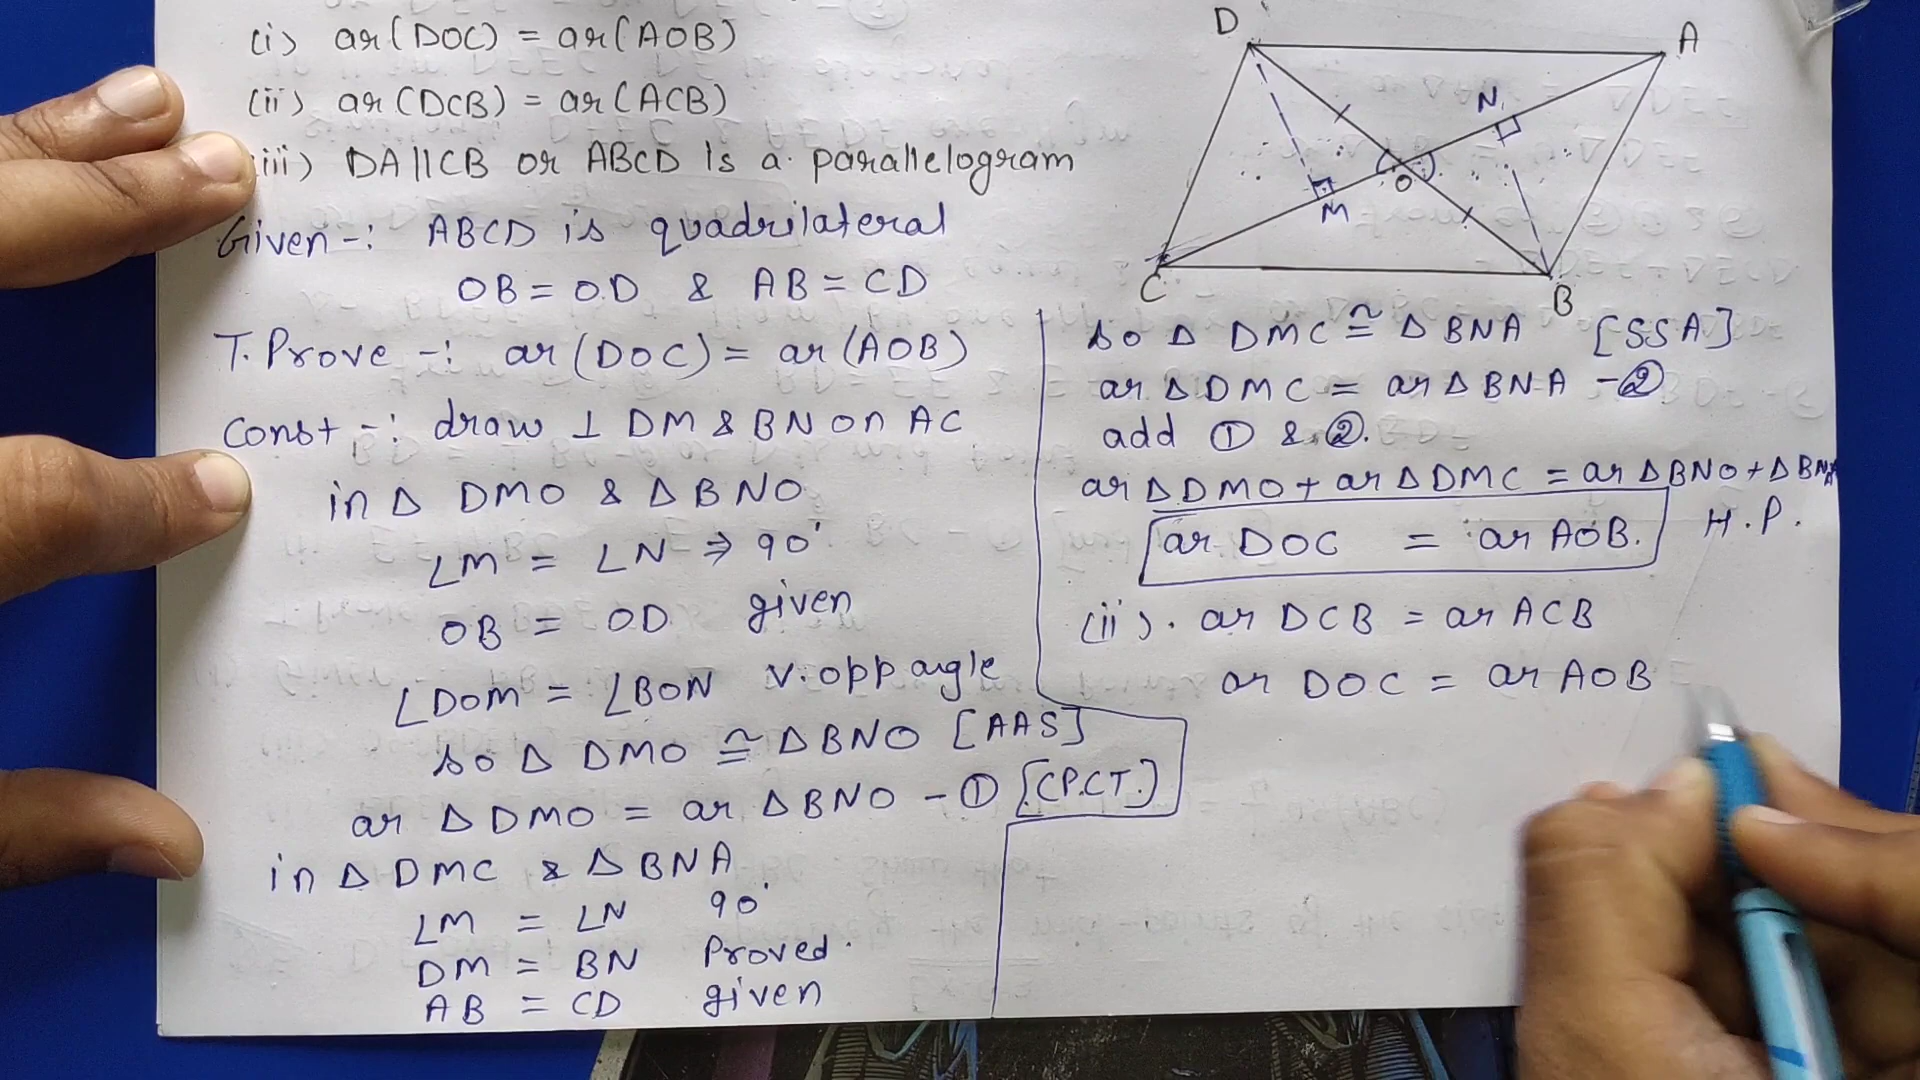 (i) ar(DOC) = ar(AOB)
(ii) ar(DCB) = ar(ACB)
iii) DA||CB or ABCD is a parallelogram
Given -: ABCD is quadrilateral
OB = OD & AB = CD
T. Prove -: ar (DOC) = ar (AOB)
Const -: draw ⊥ DM & BN on AC
in Δ DMO & Δ BNO
∠M = ∠N ⇒ 90°
OB = OD given
∠DOM = ∠BON V. opp angle
so Δ DMO ≅ Δ BNO [AAS]
ar Δ DMO = ar Δ BNO - ① [C.P.C.T.]
in Δ DMC & Δ BNA
∠M = ∠N 90°
DM = BN Proved.
AB = CD given
D
A
N
O
M
C
B
so Δ DMC ≅ Δ BNA [SSA]
ar Δ DMC = ar Δ BNA - ②
add ① & ②.
ar Δ DMO + ar Δ DMC = ar Δ BNO + Δ BNA
ar DOC = ar AOB. H.P.
(ii). ar DCB = ar ACB
ar DOC = ar AOB